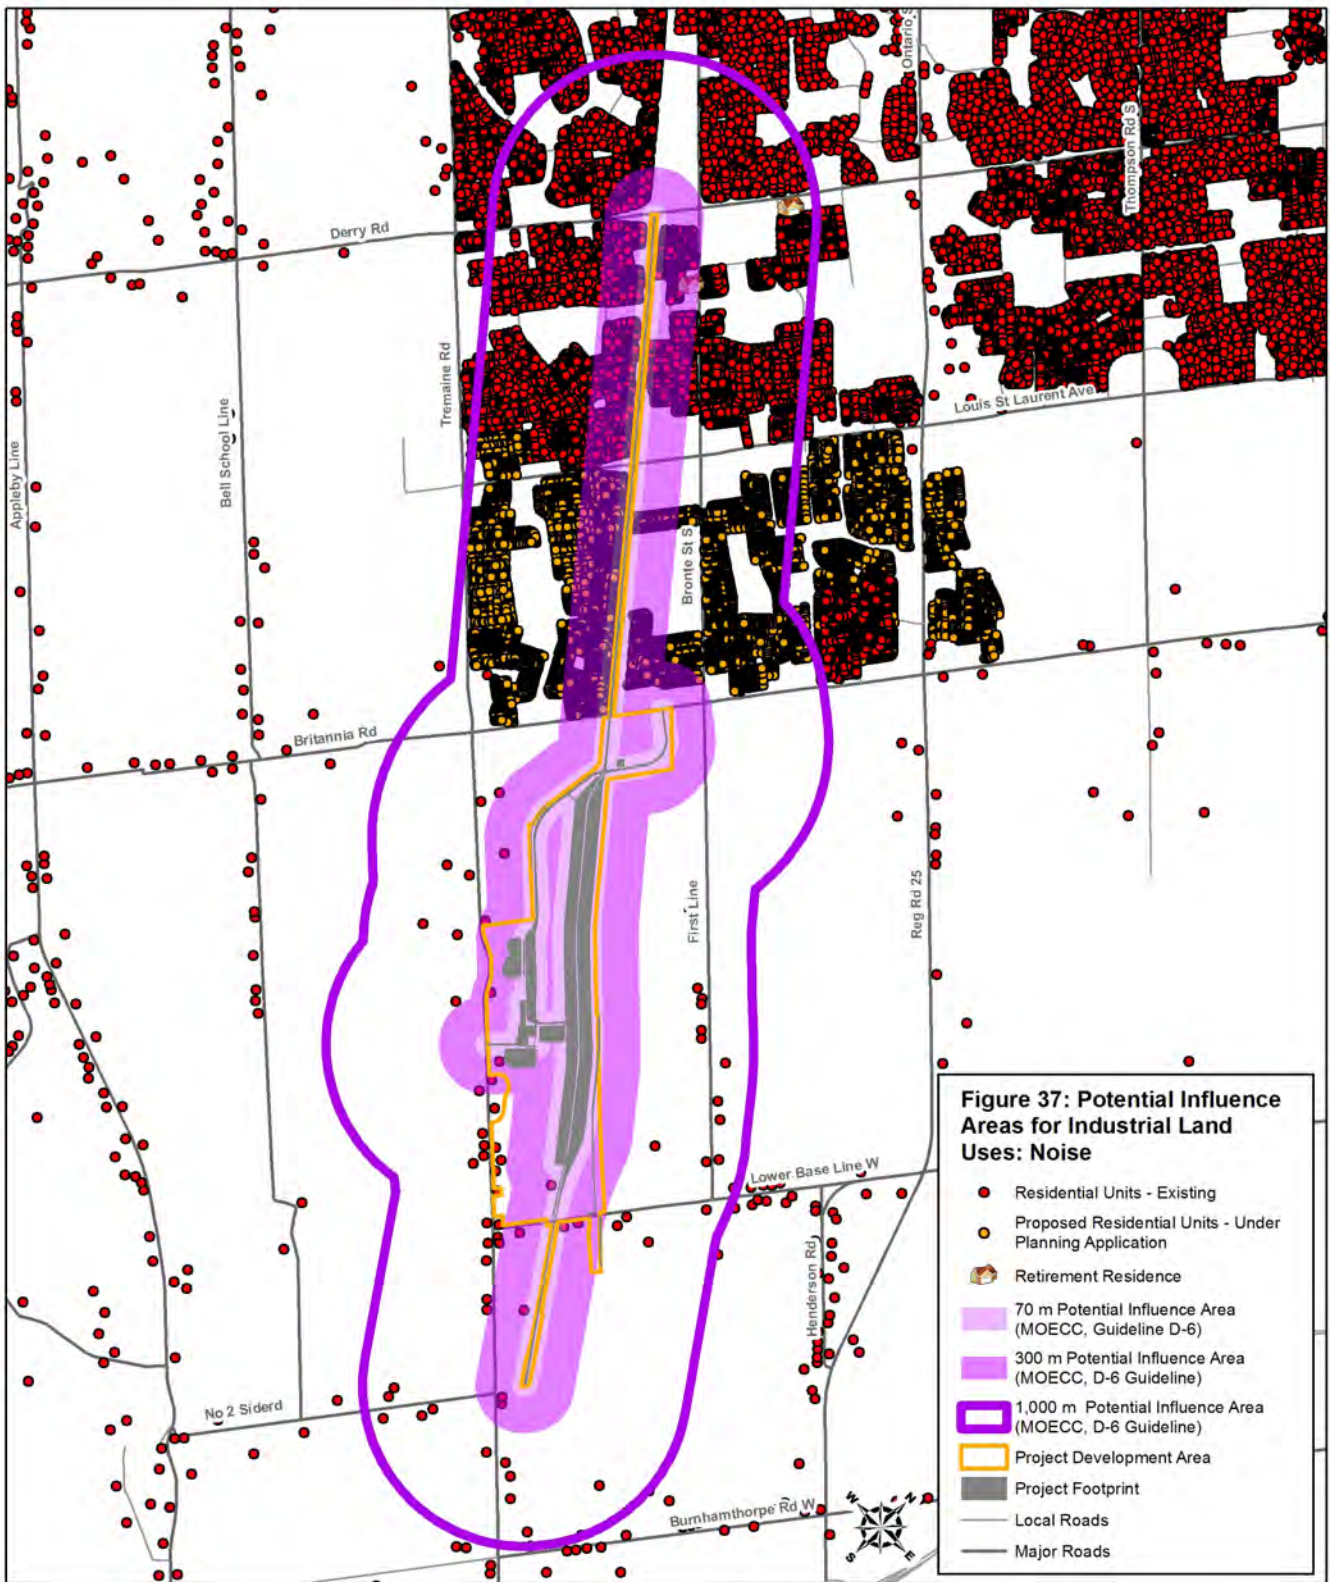 Ontario S
Thompson Rd S
Derry Rd
Tremaine Rd
Louis St Laurent Ave
Bell School Line
Appleby Line
Bronte St S
Britannia Rd
First Line
Reg Rd 25
Lower Base Line W
Henderson Rd
No 2 Siderd
Burnhamthorpe Rd W
Figure 37: Potential Influence
Areas for Industrial Land
Uses: Noise
Residential Units - Existing
Proposed Residential Units - Under
Planning Application
Retirement Residence
70 m Potential Influence Area
(MOECC, Guideline D-6)
300 m Potential Influence Area
(MOECC, D-6 Guideline)
1,000 m Potential Influence Area
(MOECC, D-6 Guideline)
Project Development Area
Project Footprint
Local Roads
Major Roads
W
N
S
E